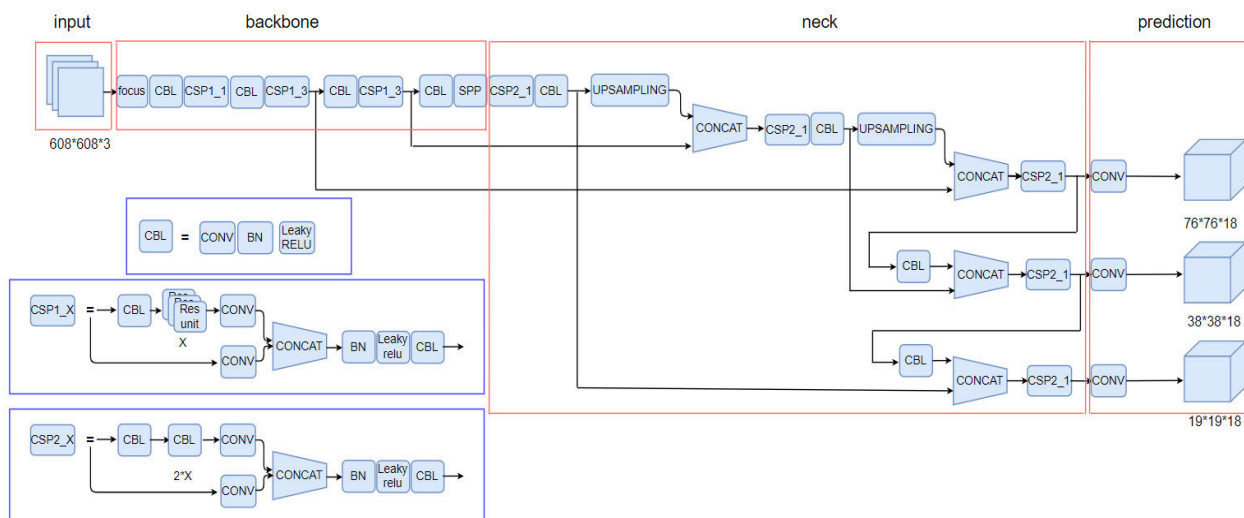 input
backbone
neck
prediction
focus CBL CSP1_1 CBL CSP1_3 CBL CSP1_3 CBL SPP CSP2_1 CBL UPSAMPLING
608*608*3
CONCAT CSP2_1 CBL UPSAMPLING
CONCAT CSP2_1 CONV
76*76*18
CBL = CONV BN Leaky
RELU
CBL CONCAT CSP2_1 CONV
38*38*18
CSP1_X = CBL Res
Res
Res
unit CONV
X
CONV
CONCAT BN Leaky
relu CBL
CBL CONCAT CSP2_1 CONV
19*19*18
CSP2_X = CBL CBL CONV
2*X
CONV
CONCAT BN Leaky
relu CBL